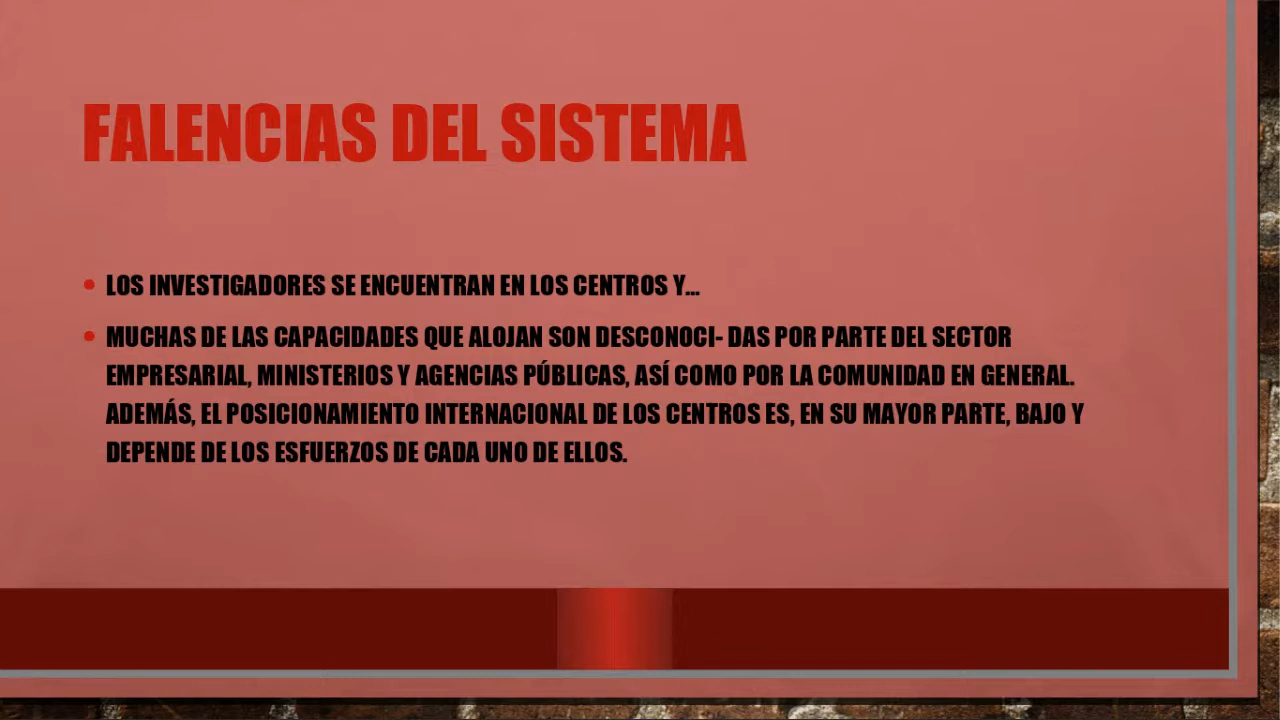 FALENCIAS DEL SISTEMA
• LOS INVESTIGADORES SE ENCUENTRAN EN LOS CENTROS Y...
• MUCHAS DE LAS CAPACIDADES QUE ALOJAN SON DESCONOCI- DAS POR PARTE DEL SECTOR
EMPRESARIAL, MINISTERIOS Y AGENCIAS PÚBLICAS, ASÍ COMO POR LA COMUNIDAD EN GENERAL.
ADEMÁS, EL POSICIONAMIENTO INTERNACIONAL DE LOS CENTROS ES, EN SU MAYOR PARTE, BAJO Y
DEPENDE DE LOS ESFUERZOS DE CADA UNO DE ELLOS.